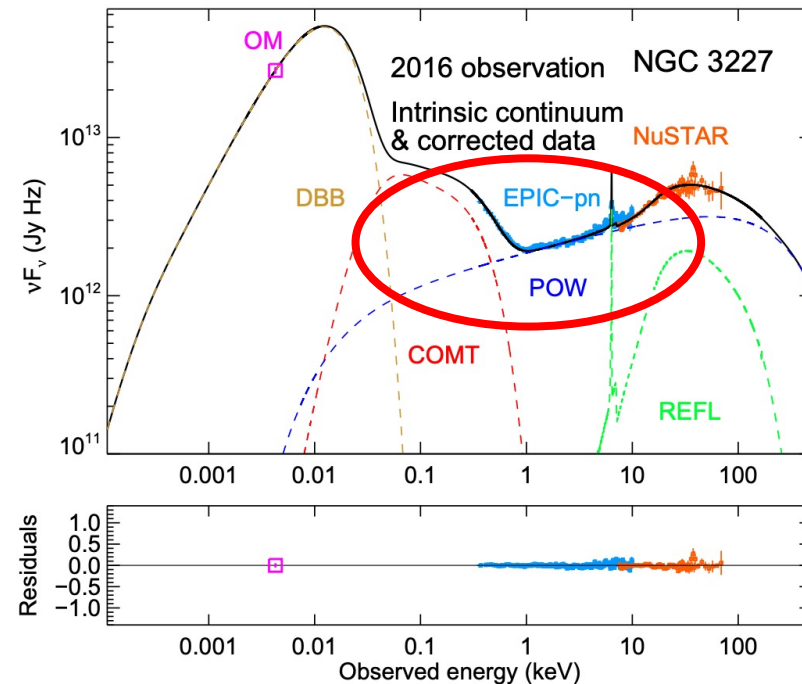 OM
2016 observation
NGC 3227
Intrinsic continuum
& corrected data
NuSTAR
DBB
EPIC−pn
POW
COMT
REFL
νFν (Jy Hz)
10¹³
10¹²
10¹¹
0.001 0.01 0.1 1 10 100
Residuals
1.0
0.5
0.0
−0.5
−1.0
0.001 0.01 0.1 1 10 100
Observed energy (keV)